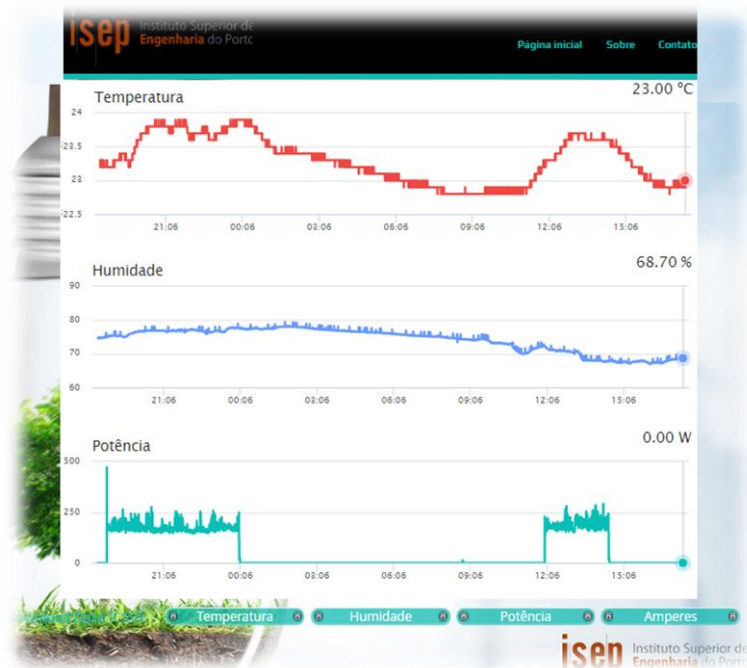 isep Instituto Superior de
Engenharia do Porto
Página inicial Sobre Contato
Temperatura 23.00 °C
24
23.5
23
22.5
21:06 00:06 03:06 06:06 09:06 12:06 15:06
Humidade 68.70 %
90
80
70
60
21:06 00:06 03:06 06:06 09:06 12:06 15:06
Potência 0.00 W
500
250
0
21:06 00:06 03:06 06:06 09:06 12:06 15:06
Temperatura Humidade Potência Amperes
isep Instituto Superior de
Engenharia do Porto